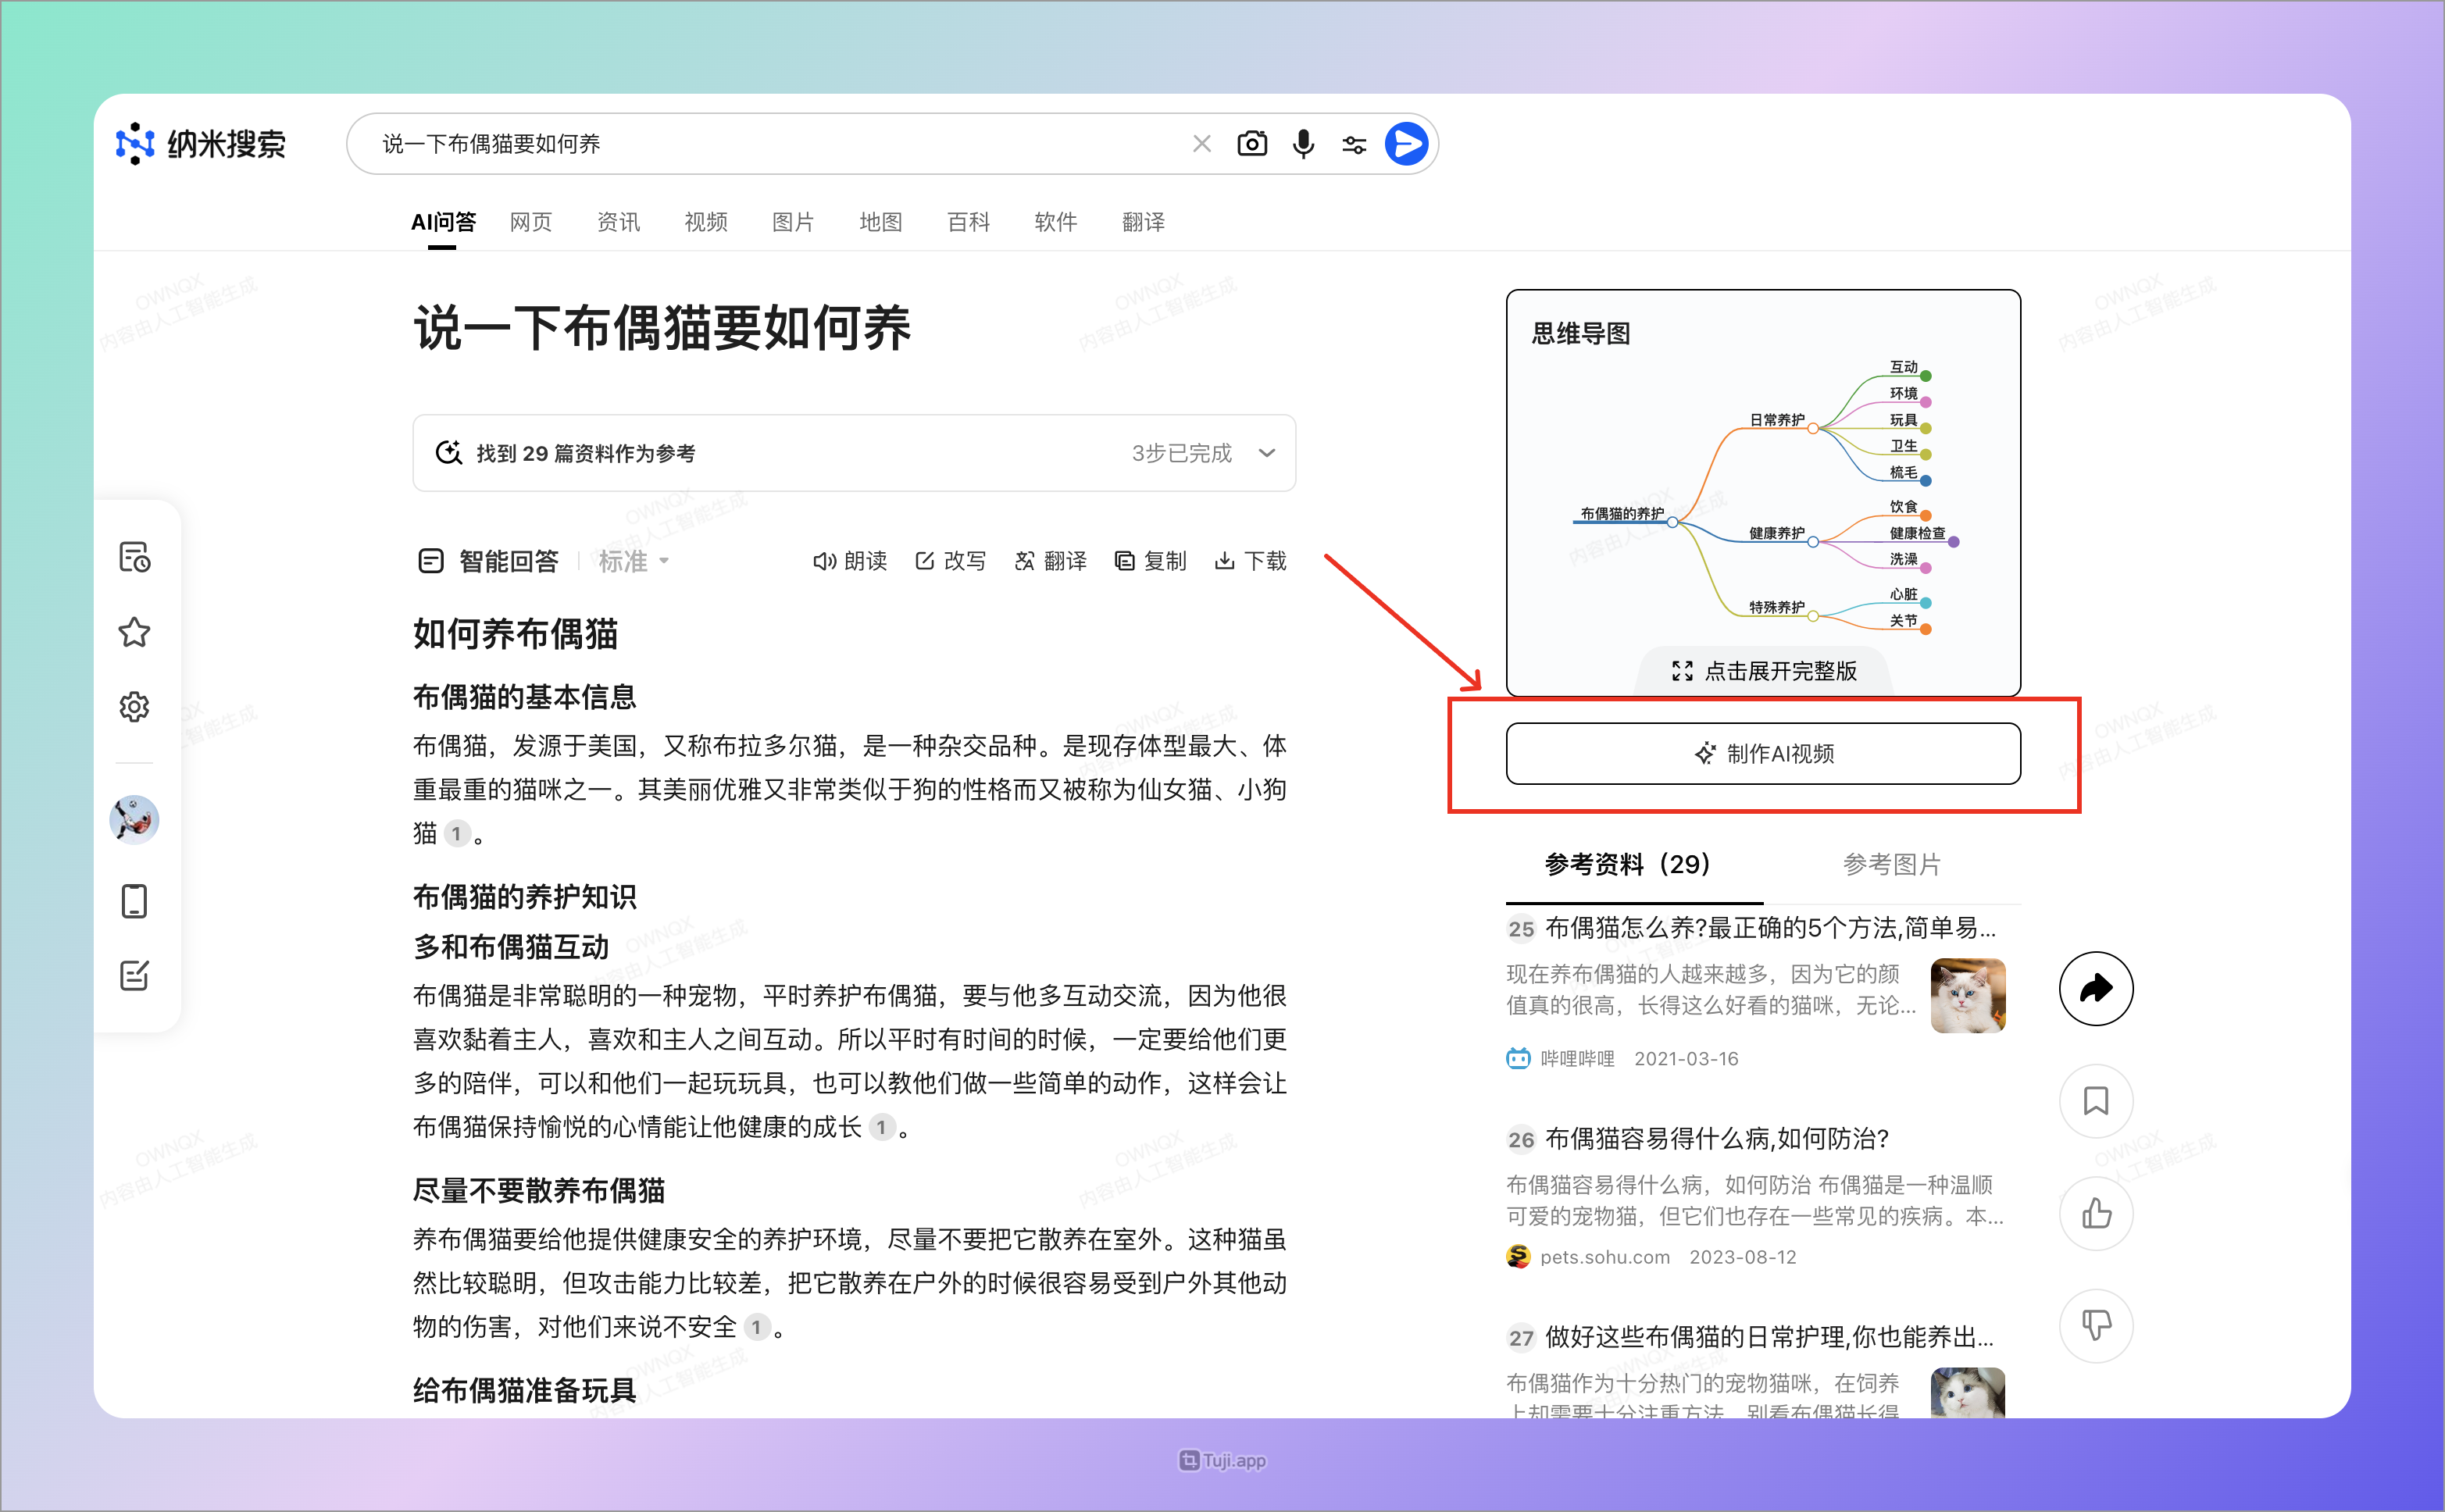 纳米搜索
说一下布偶猫要如何养
AI问答 网页 资讯 视频 图片 地图 百科 软件 翻译
说一下布偶猫要如何养
找到 29 篇资料作为参考
3步已完成
智能回答
标准
朗读 改写 翻译 复制 下载
如何养布偶猫
布偶猫的基本信息
布偶猫，发源于美国，又称布拉多尔猫，是一种杂交品种。是现存体型最大、体
重最重的猫咪之一。其美丽优雅又非常类似于狗的性格而又被称为仙女猫、小狗
猫 1 。
布偶猫的养护知识
多和布偶猫互动
布偶猫是非常聪明的一种宠物，平时养护布偶猫，要与他多互动交流，因为他很
喜欢黏着主人，喜欢和主人之间互动。所以平时有时间的时候，一定要给他们更
多的陪伴，可以和他们一起玩玩具，也可以教他们做一些简单的动作，这样会让
布偶猫保持愉悦的心情能让他健康的成长 1 。
尽量不要散养布偶猫
养布偶猫要给他提供健康安全的养护环境，尽量不要把它散养在室外。这种猫虽
然比较聪明，但攻击能力比较差，把它散养在户外的时候很容易受到户外其他动
物的伤害，对他们来说不安全 1 。
给布偶猫准备玩具
思维导图
布偶猫的养护
日常养护
互动
环境
玩具
卫生
梳毛
健康养护
饮食
健康检查
洗澡
特殊养护
心脏
关节
点击展开完整版
制作AI视频
参考资料（29） 参考图片
25 布偶猫怎么养?最正确的5个方法,简单易...
现在养布偶猫的人越来越多，因为它的颜
值真的很高，长得这么好看的猫咪，无论...
哔哩哔哩 2021-03-16
26 布偶猫容易得什么病,如何防治?
布偶猫容易得什么病，如何防治 布偶猫是一种温顺
可爱的宠物猫，但它们也存在一些常见的疾病。本...
pets.sohu.com 2023-08-12
27 做好这些布偶猫的日常护理,你也能养出...
布偶猫作为十分热门的宠物猫咪，在饲养
上却需要十分注重方法，别看布偶猫长得
OWNQX
内容由人工智能生成
Tuji.app